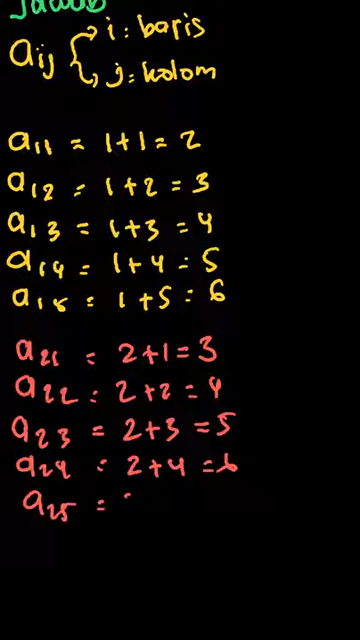 Jawab
aij i : baris
j : kolom
a11 = 1+1 = 2
a12 = 1+2 = 3
a13 = 1+3 = 4
a14 = 1+4 = 5
a15 = 1+5 = 6
a21 = 2+1 = 3
a22 = 2+2 = 4
a23 = 2+3 = 5
a24 = 2+4 = 6
a25 =